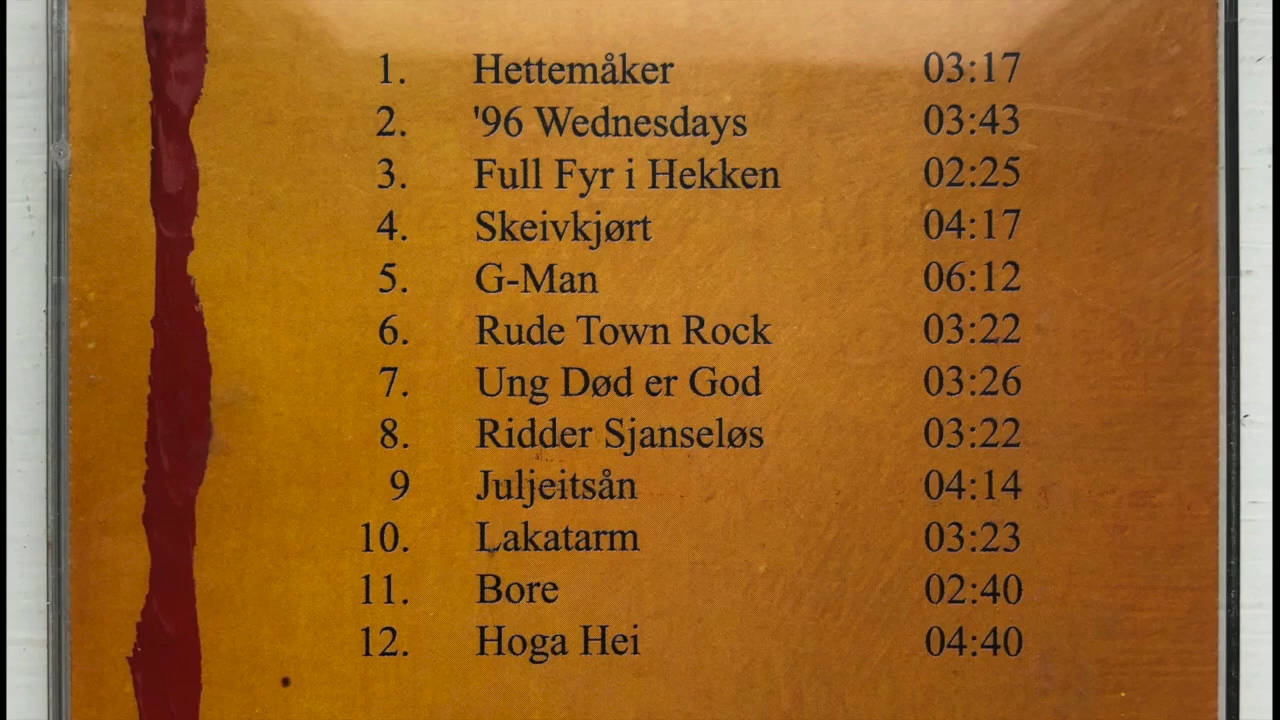 1. Hettemåker 03:17
2. '96 Wednesdays 03:43
3. Full Fyr i Hekken 02:25
4. Skeivkjørt 04:17
5. G-Man 06:12
6. Rude Town Rock 03:22
7. Ung Død er God 03:26
8. Ridder Sjanseløs 03:22
9 Juljeitsån 04:14
10. Lakatarm 03:23
11. Bore 02:40
12. Hoga Hei 04:40